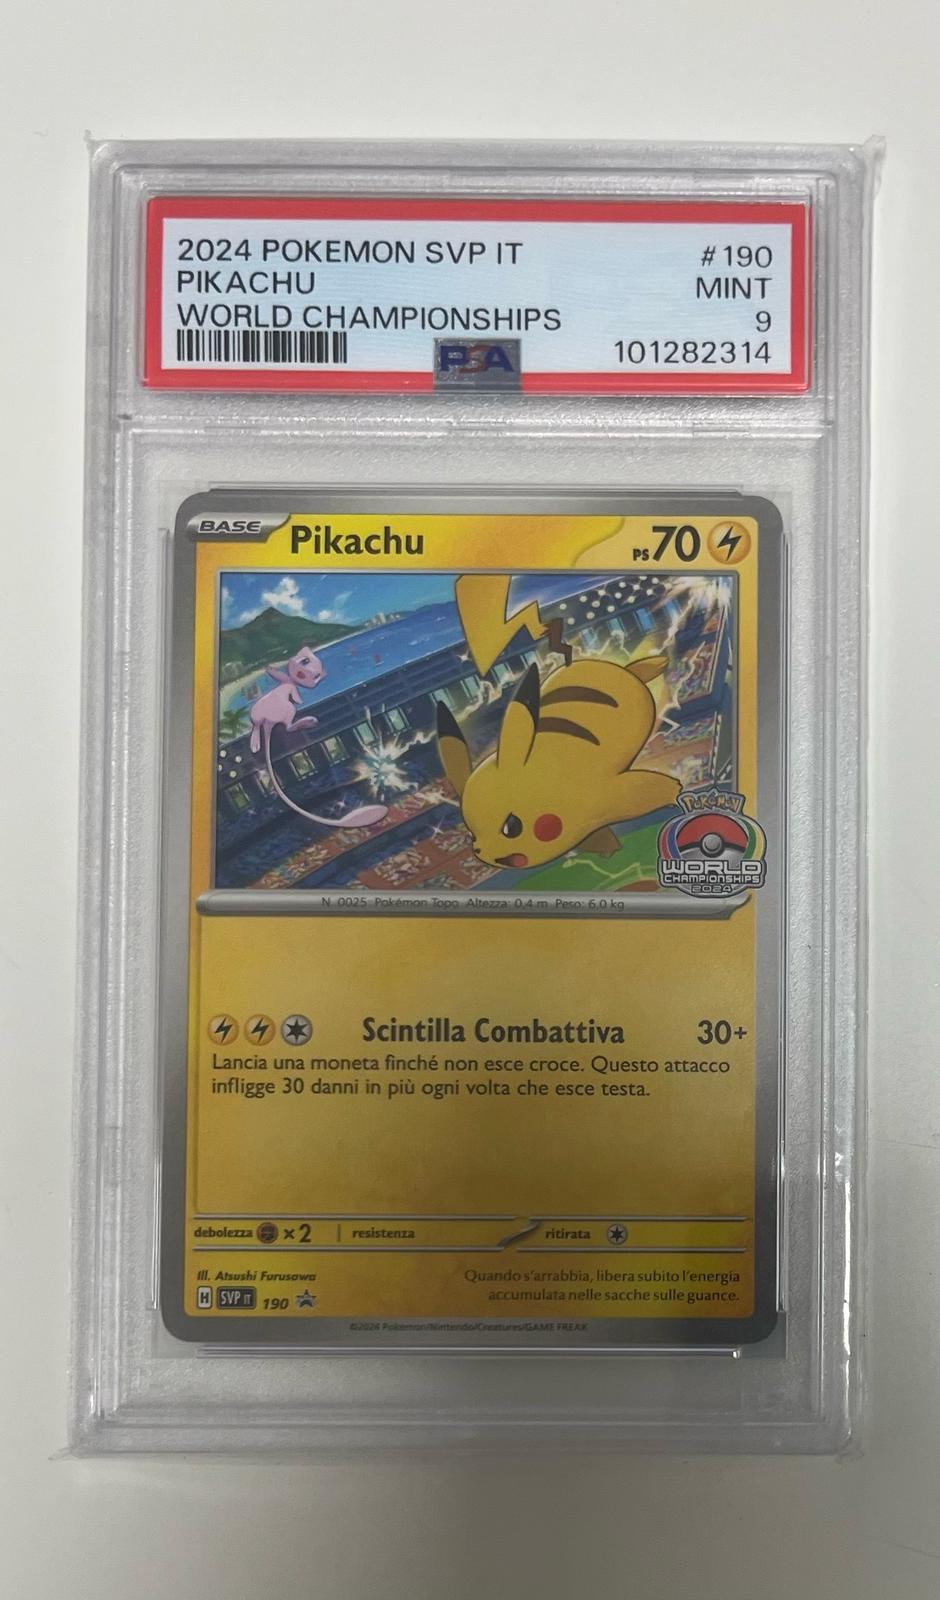 2024 POKEMON SVP IT #190
PIKACHU MINT
WORLD CHAMPIONSHIPS 9
PSA 101282314
BASE Pikachu PS 70
Pokémon
WORLD
CHAMPIONSHIPS
2024
N. 0025 Pokémon Topo Altezza: 0,4 m Peso: 6,0 kg
Scintilla Combattiva 30+
Lancia una moneta finché non esce croce. Questo attacco
infligge 30 danni in più ogni volta che esce testa.
debolezza ×2 resistenza ritirata
Ill. Atsushi Furusawa
Quando s'arrabbia, libera subito l'energia
accumulata nelle sacche sulle guance.
H SVP IT 190
©2024 Pokémon/Nintendo/Creatures/GAME FREAK